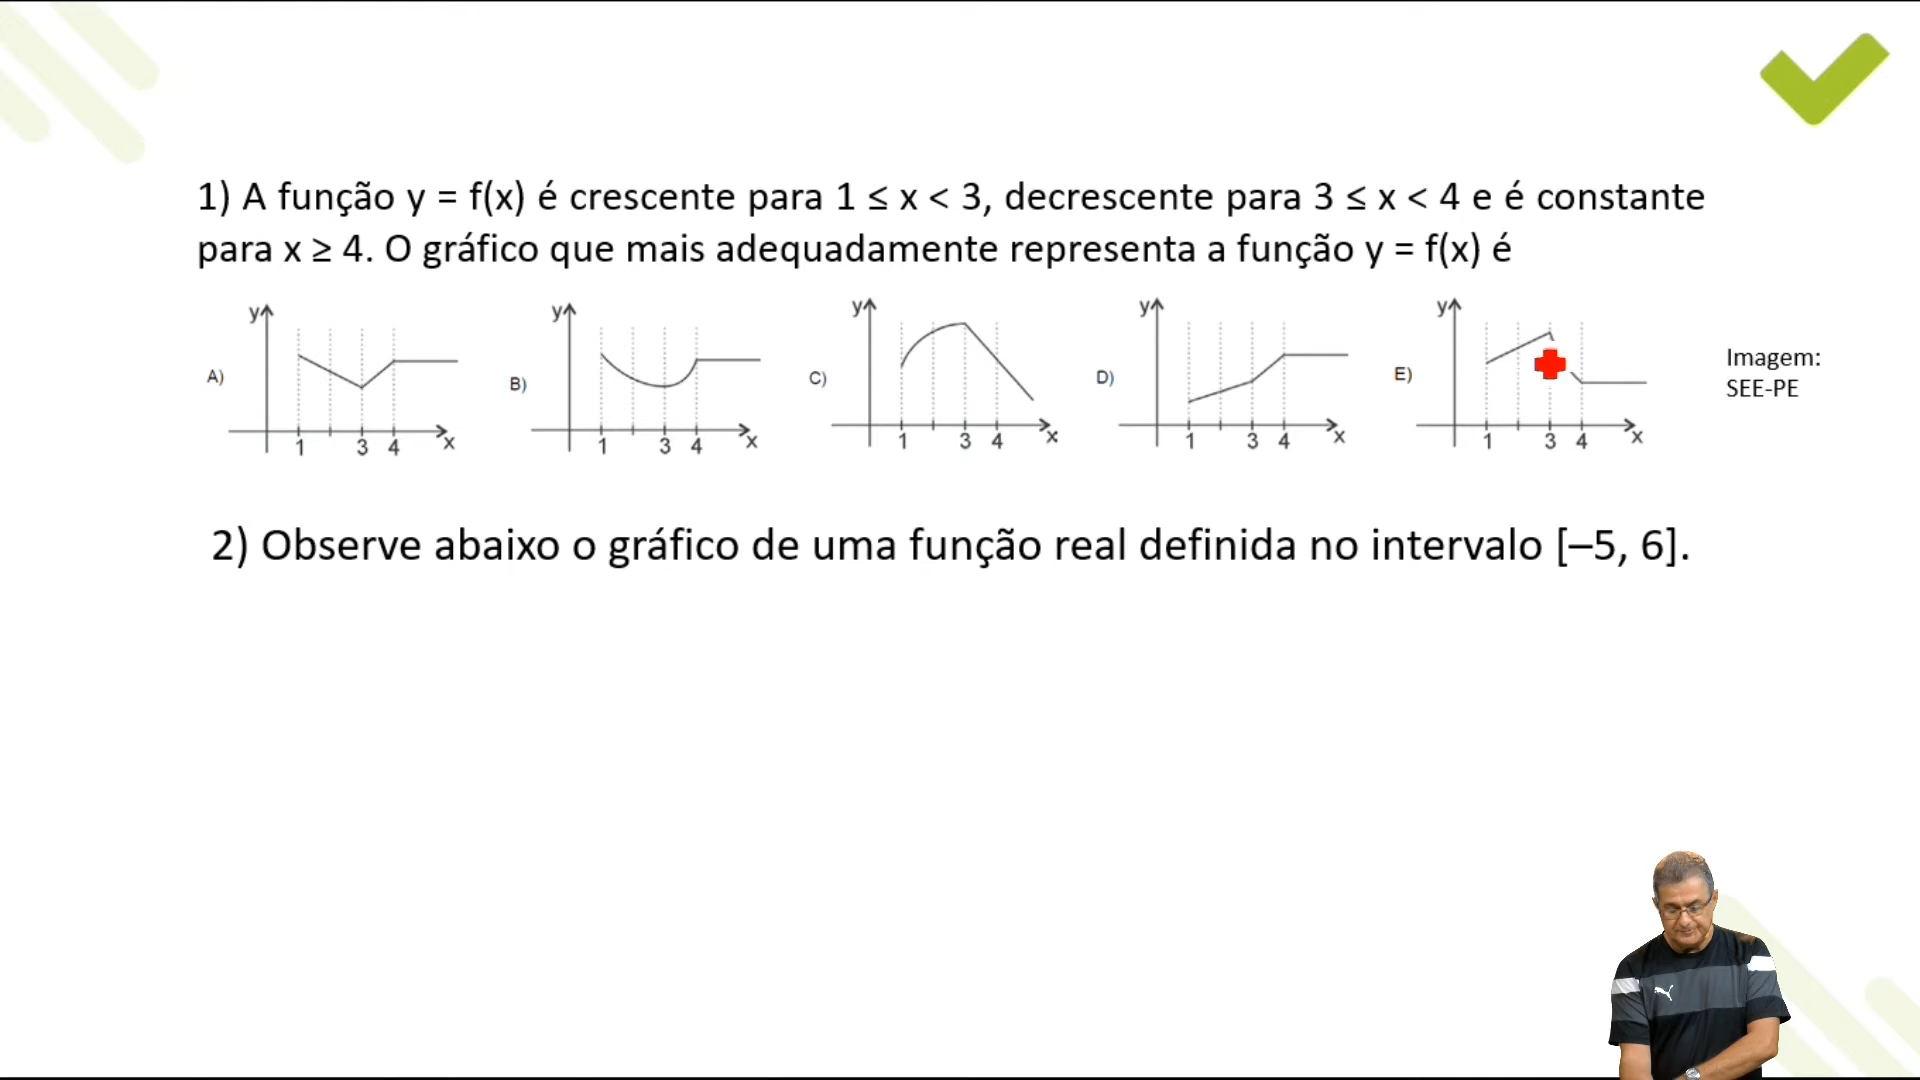 1) A função y = f(x) é crescente para 1 ≤ x < 3, decrescente para 3 ≤ x < 4 e é constante
para x ≥ 4. O gráfico que mais adequadamente representa a função y = f(x) é
A) y 1 3 4 x
B) y 1 3 4 x
C) y 1 3 4 x
D) y 1 3 4 x
E) y 1 3 4 x
Imagem:
SEE-PE
2) Observe abaixo o gráfico de uma função real definida no intervalo [–5, 6].